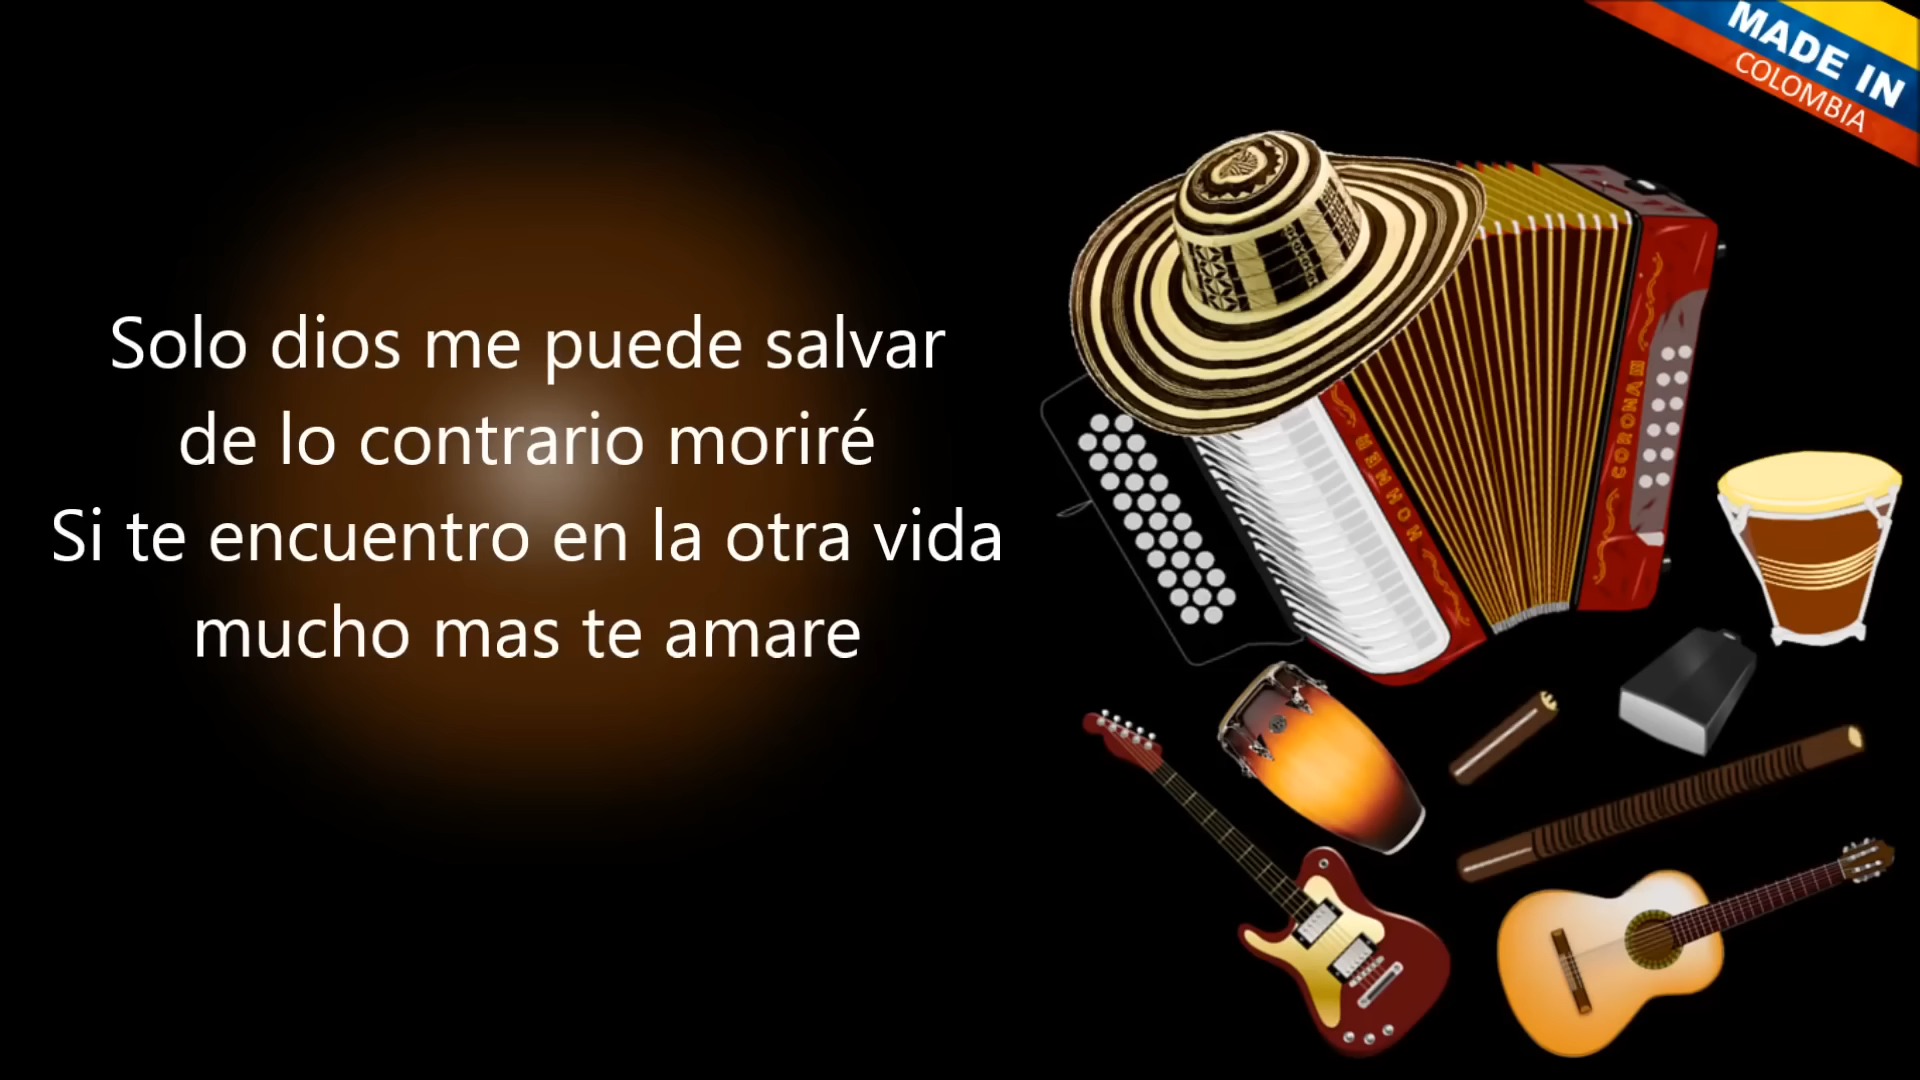 MADE IN
COLOMBIA
Solo dios me puede salvar
de lo contrario moriré
Si te encuentro en la otra vida
mucho mas te amare
HOHNER
CORONA III